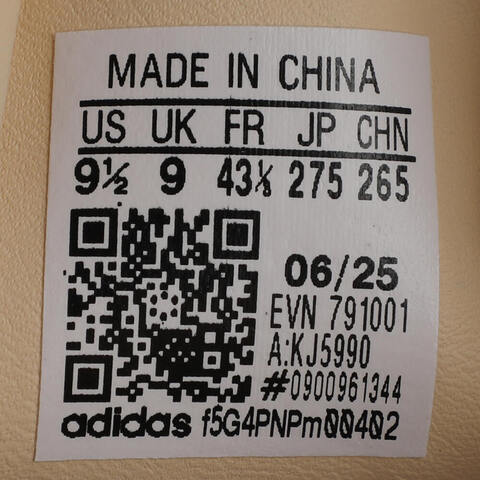 MADE IN CHINA
US UK FR JP CHN
9½ 9 43⅓ 275 265
06/25
EVN 791001
A:KJ5990
#0900961344
adidas f5G4PNPm00402